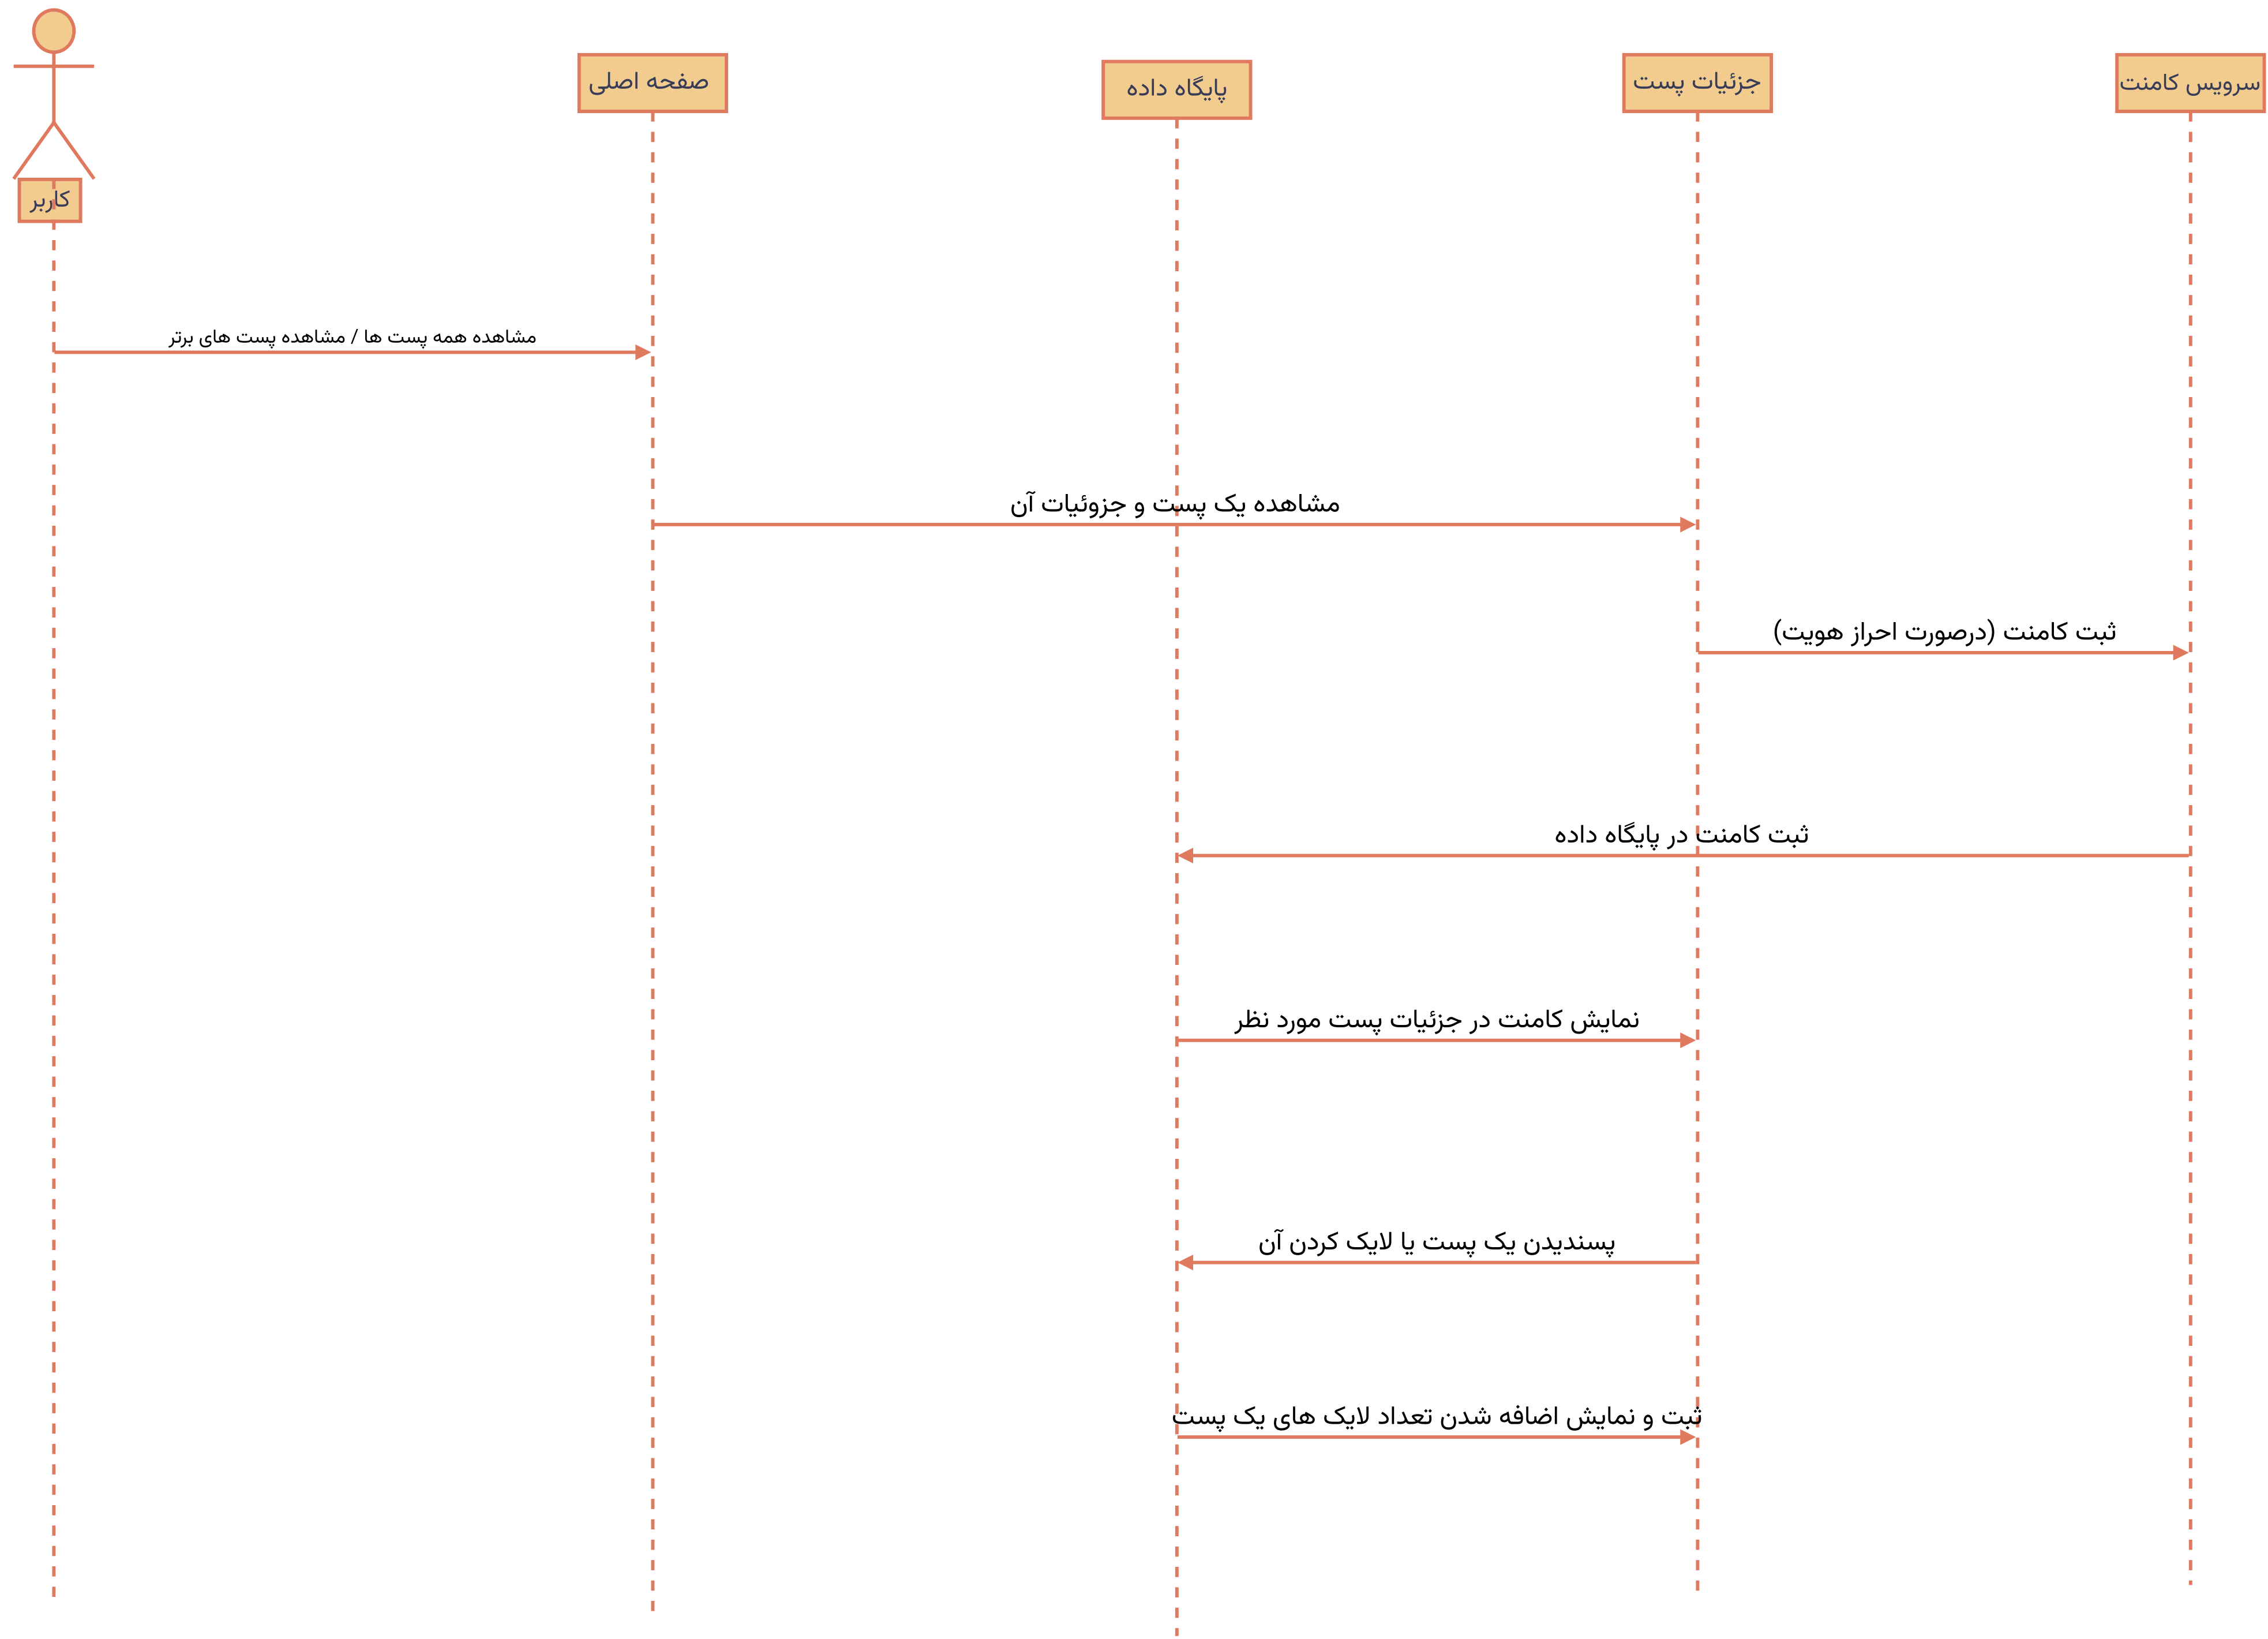 صفحه اصلی
پایگاه داده
جزئیات پست
سرویس کامنت
کاربر
مشاهده همه پست ها / مشاهده پست های برتر
مشاهده یک پست و جزوئیات آن
ثبت کامنت (درصورت احراز هویت)
ثبت کامنت در پایگاه داده
نمایش کامنت در جزئیات پست مورد نظر
پسندیدن یک پست یا لایک کردن آن
ثبت و نمایش اضافه شدن تعداد لایک های یک پست